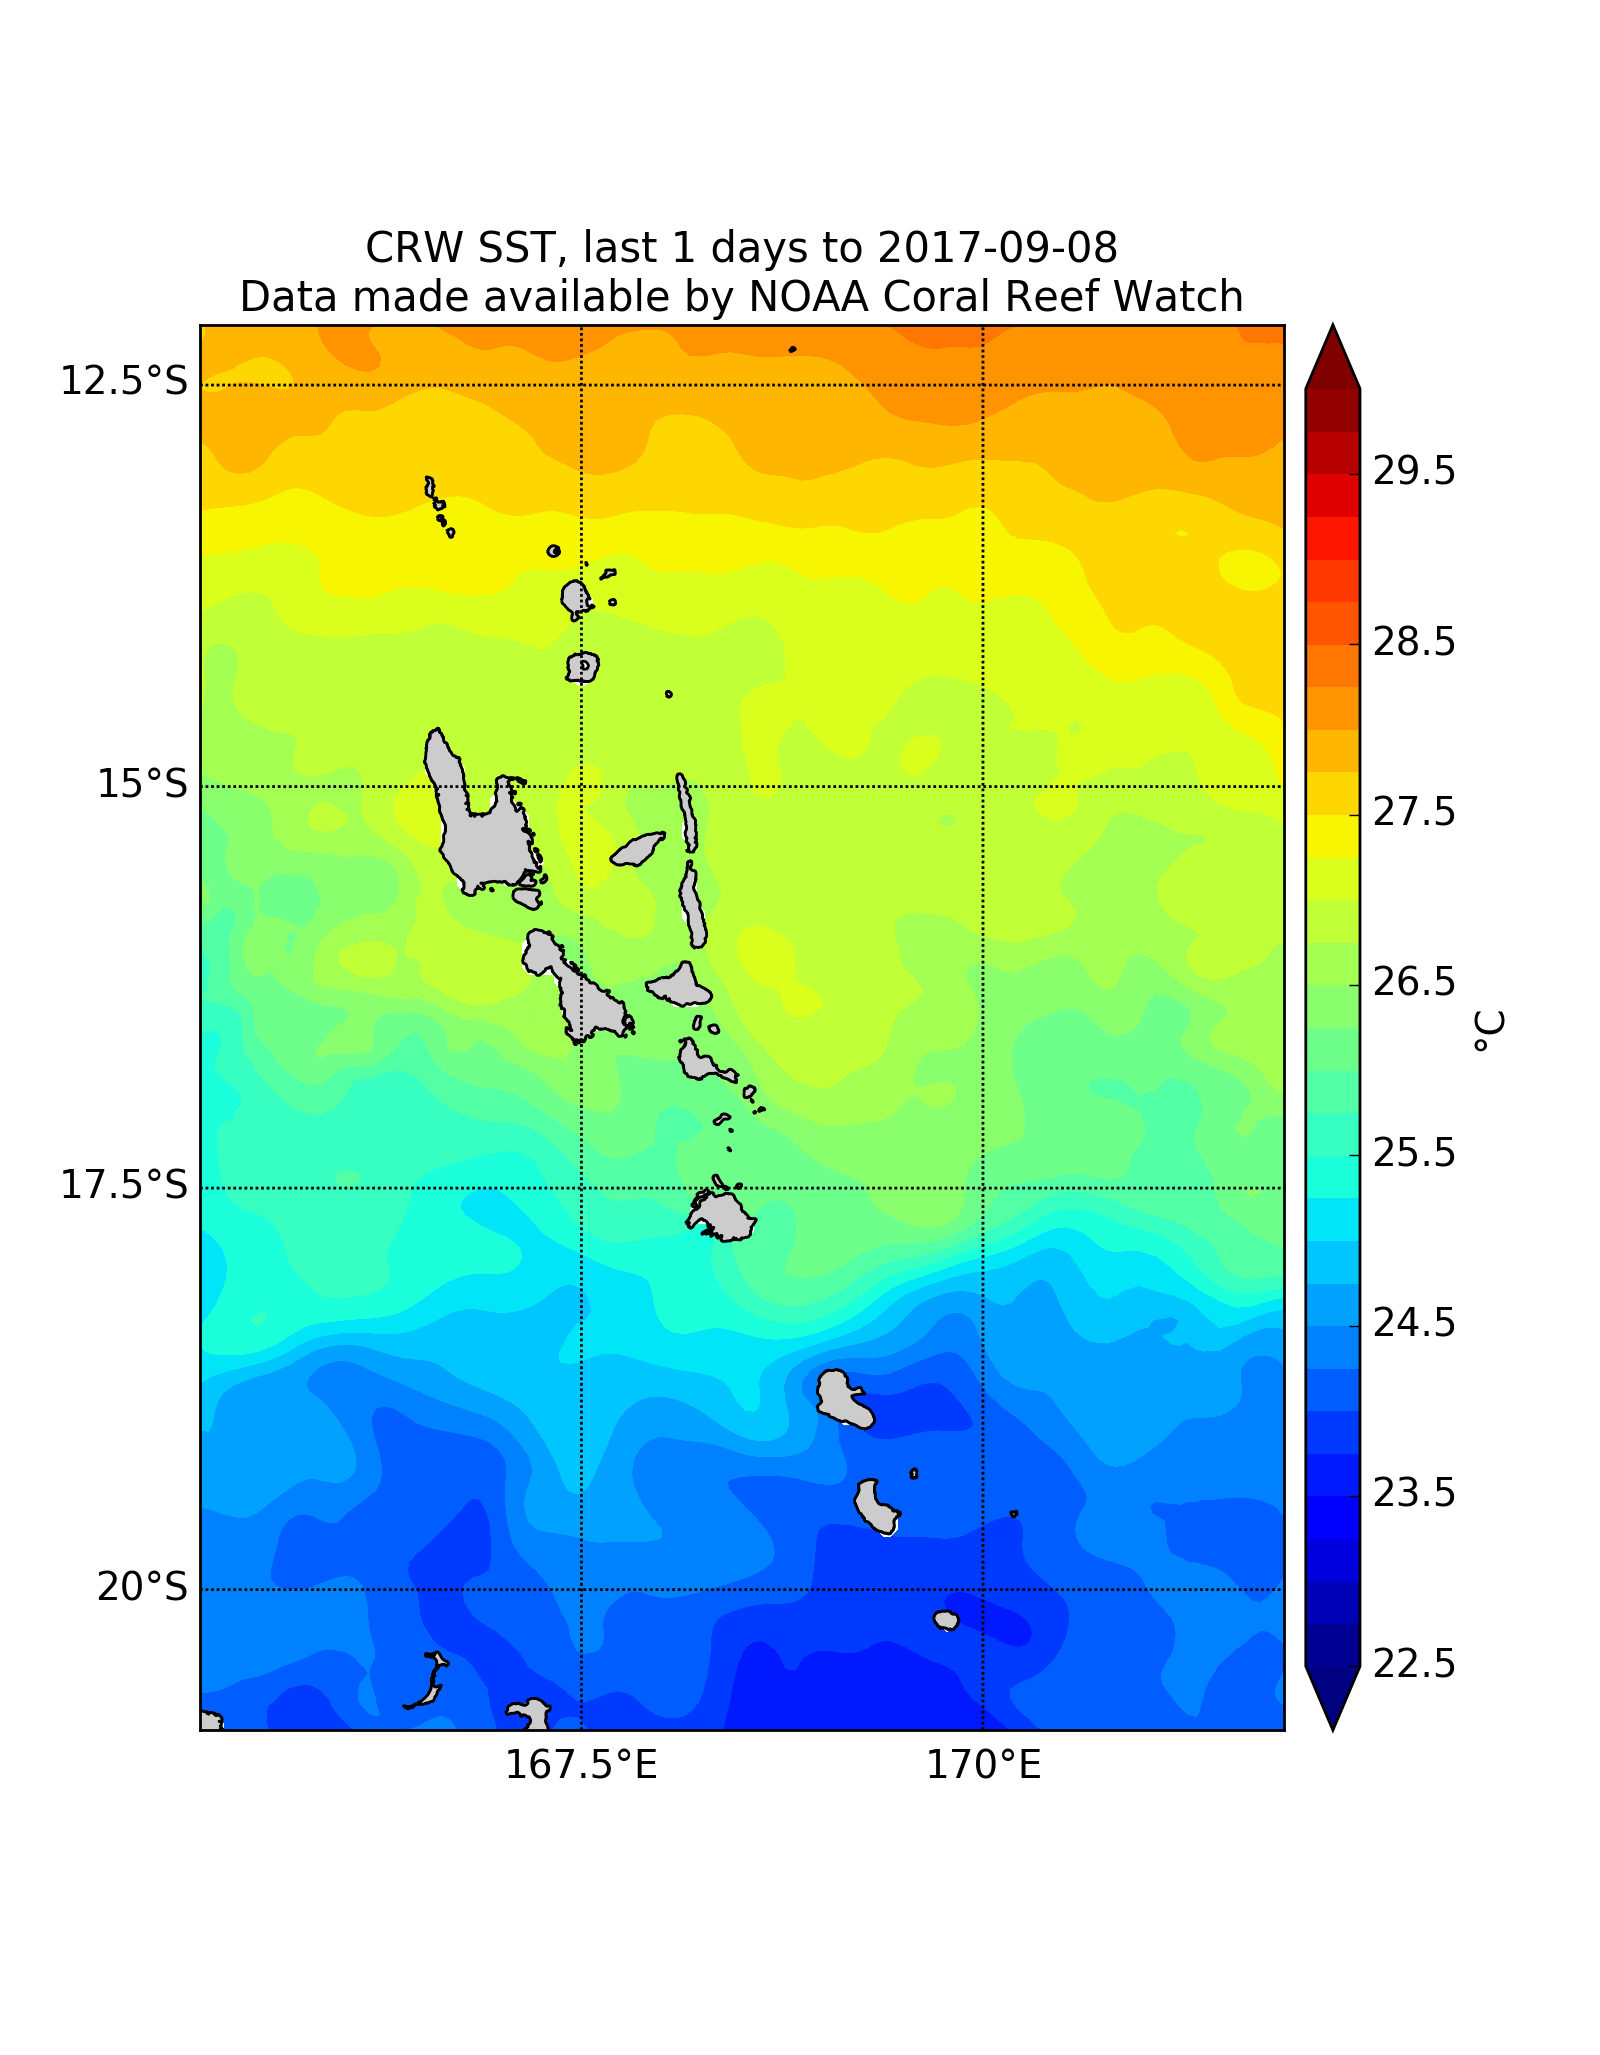 CRW SST, last 1 days to 2017-09-08
Data made available by NOAA Coral Reef Watch
12.5°S
15°S
17.5°S
20°S
167.5°E
170°E
29.5
28.5
27.5
26.5
25.5
24.5
23.5
22.5
°C